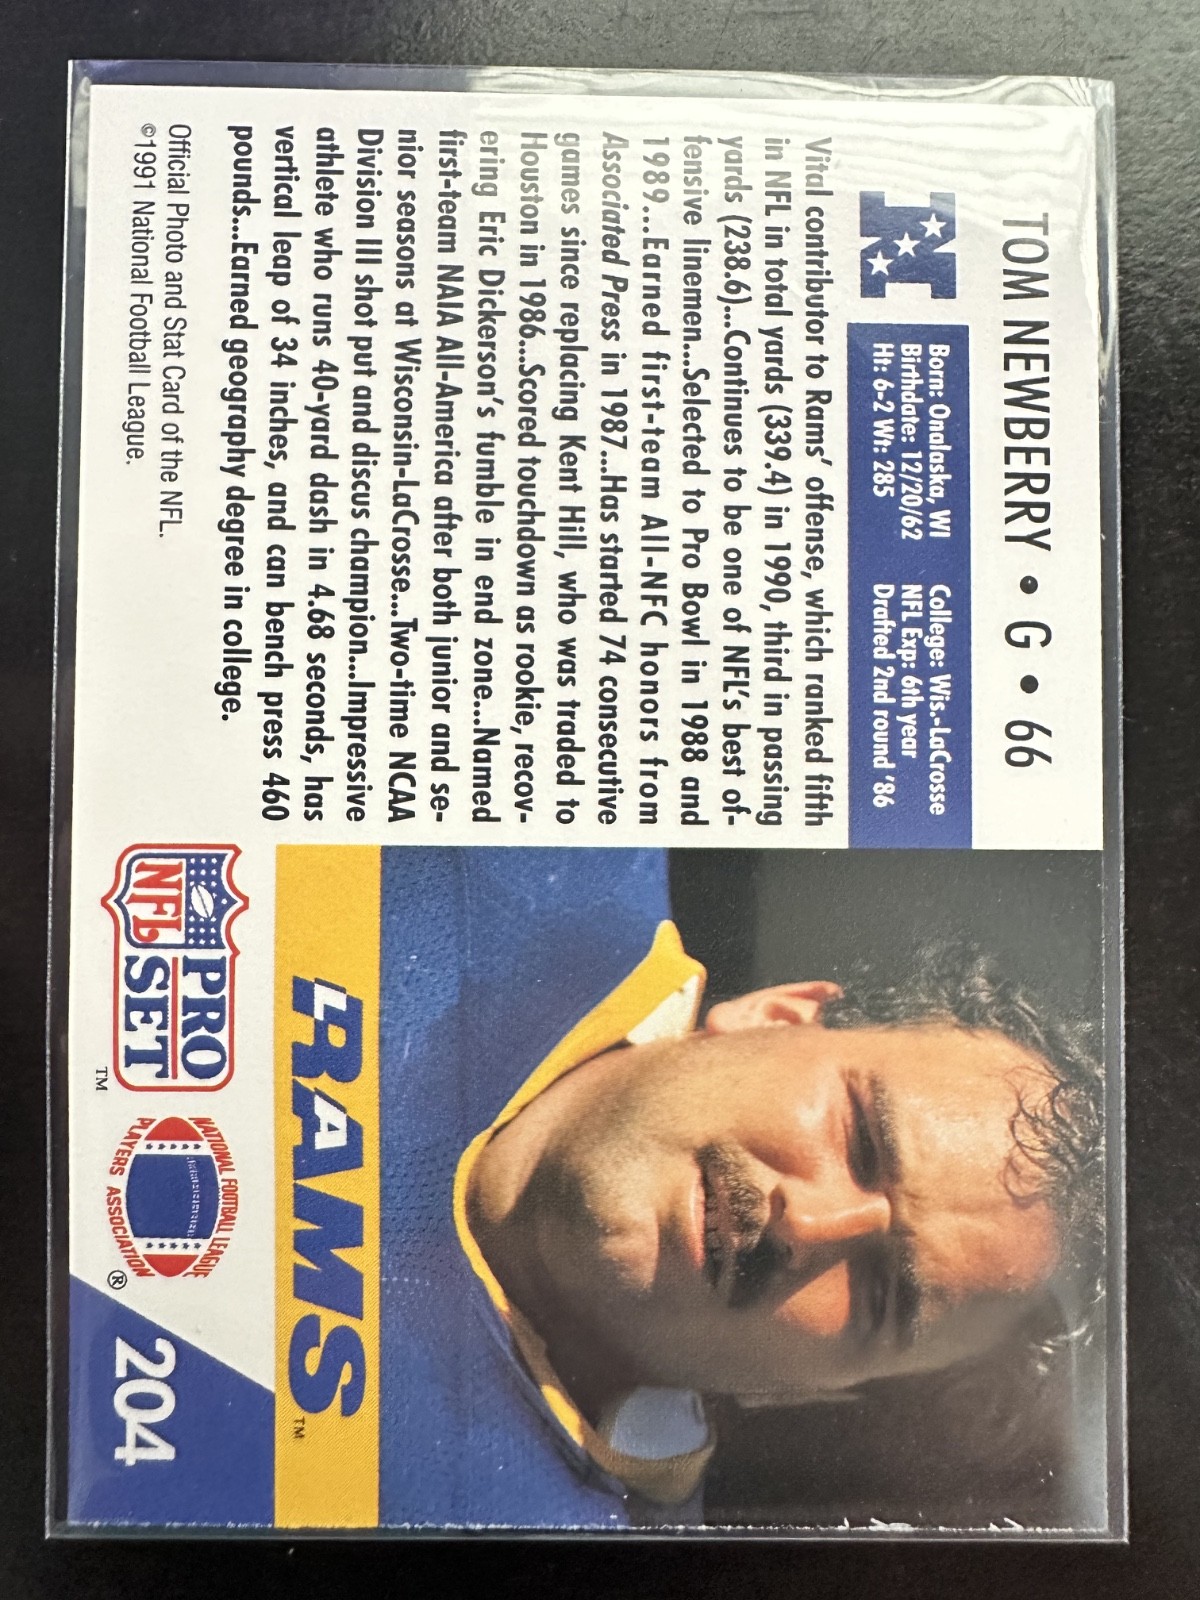 TOM NEWBERRY • G • 66
N
Born: Onalaska, WI
Birthdate: 12/20/62
Ht: 6-2 Wt: 285
College: Wis.-LaCrosse
NFL Exp: 6th year
Drafted 2nd round '86
Vital contributor to Rams' offense, which ranked fifth
in NFL in total yards (339.4) in 1990, third in passing
yards (238.6)...Continues to be one of NFL's best of-
fensive linemen...Selected to Pro Bowl in 1988 and
1989...Earned first-team All-NFC honors from
Associated Press in 1987...Has started 74 consecutive
games since replacing Kent Hill, who was traded to
Houston in 1986...Scored touchdown as rookie, recov-
ering Eric Dickerson's fumble in end zone...Named
first-team NAIA All-America after both junior and se-
nior seasons at Wisconsin-LaCrosse...Two-time NCAA
Division III shot put and discus champion...Impressive
athlete who runs 40-yard dash in 4.68 seconds, has
vertical leap of 34 inches, and can bench press 460
pounds...Earned geography degree in college.
Official Photo and Stat Card of the NFL.
©1991 National Football League.
LA RAMS™
NFL
PRO
SET™
NATIONAL FOOTBALL LEAGUE
PLAYERS ASSOCIATION®
204